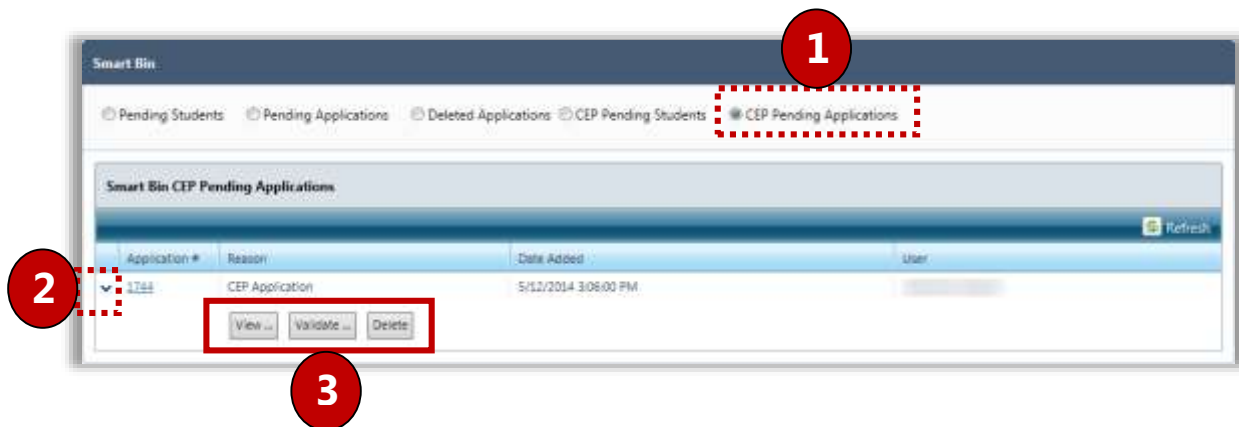 1
Smart Bin
Pending Students Pending Applications Deleted Applications CEP Pending Students CEP Pending Applications
Smart Bin CEP Pending Applications
Refresh
Application # Reason Date Added User
2
1744 CEP Application 5/12/2014 3:06:00 PM
View ... Validate ... Delete
3